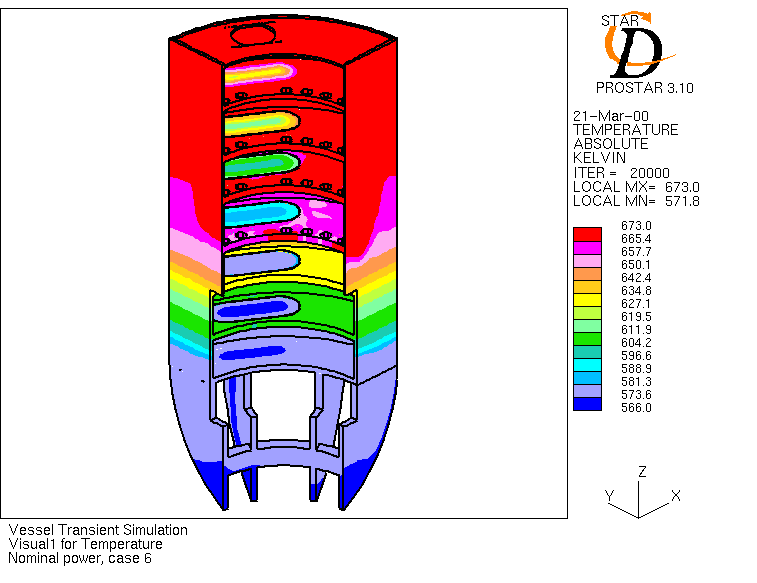 STAR
D
PROSTAR 3.10
21-Mar-00
TEMPERATURE
ABSOLUTE
KELVIN
ITER = 20000
LOCAL MX= 673.0
LOCAL MN= 571.8
673.0
665.4
657.7
650.1
642.4
634.8
627.1
619.5
611.9
604.2
596.6
588.9
581.3
573.6
566.0
Z
Y X
Vessel Transient Simulation
Visual1 for Temperature
Nominal power, case 6